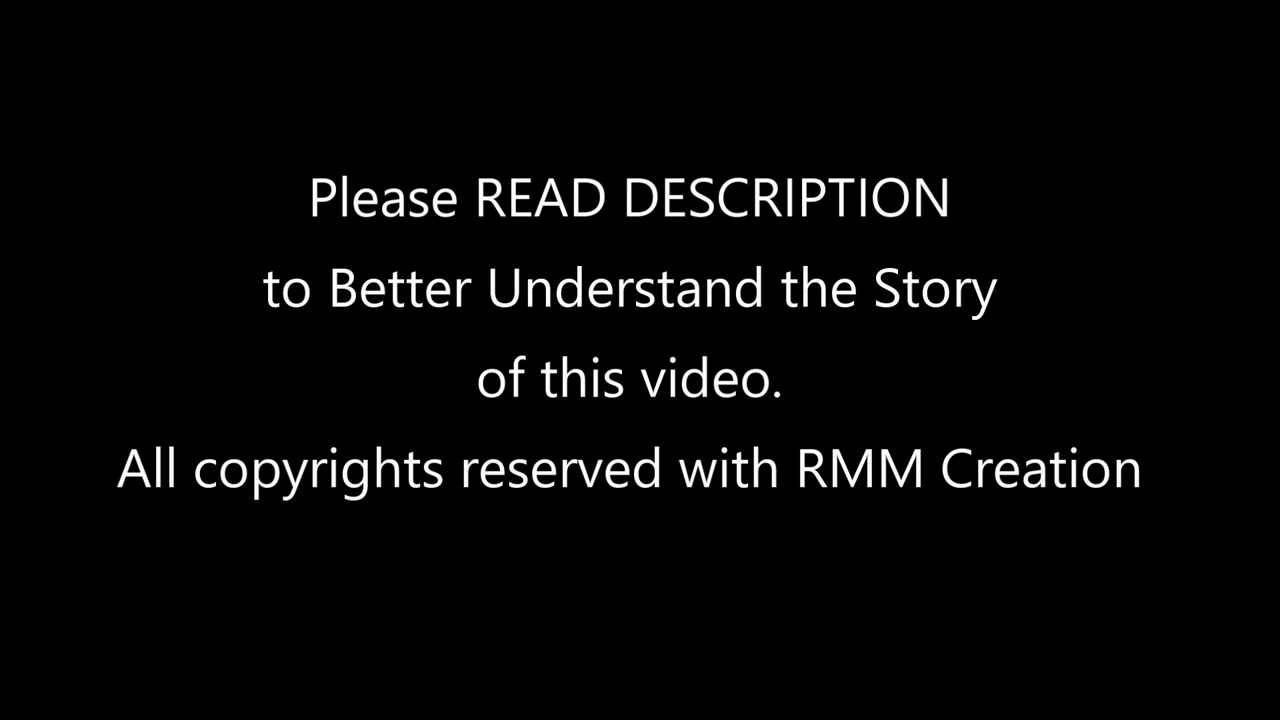 Please READ DESCRIPTION
to Better Understand the Story
of this video.
All copyrights reserved with RMM Creation